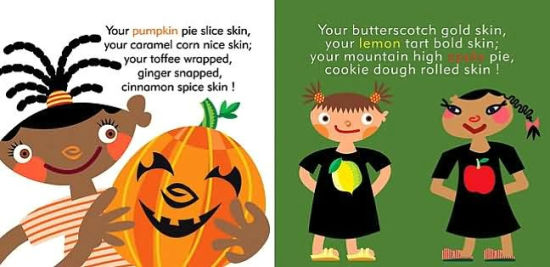 Your pumpkin pie slice skin,
your caramel corn nice skin;
your toffee wrapped,
ginger snapped,
cinnamon spice skin !
Your butterscotch gold skin,
your lemon tart bold skin;
your mountain high apple pie,
cookie dough rolled skin !